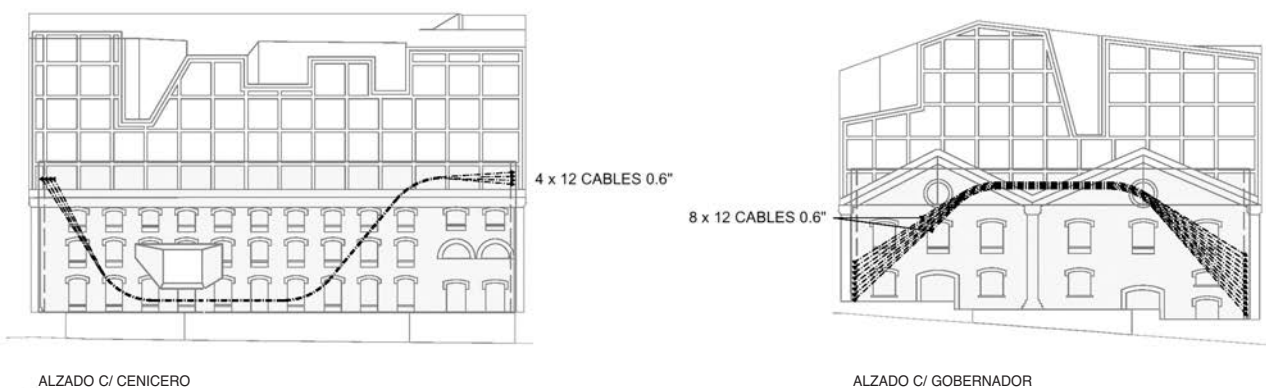 4 x 12 CABLES 0.6"
8 x 12 CABLES 0.6"
ALZADO C/ CENICERO
ALZADO C/ GOBERNADOR